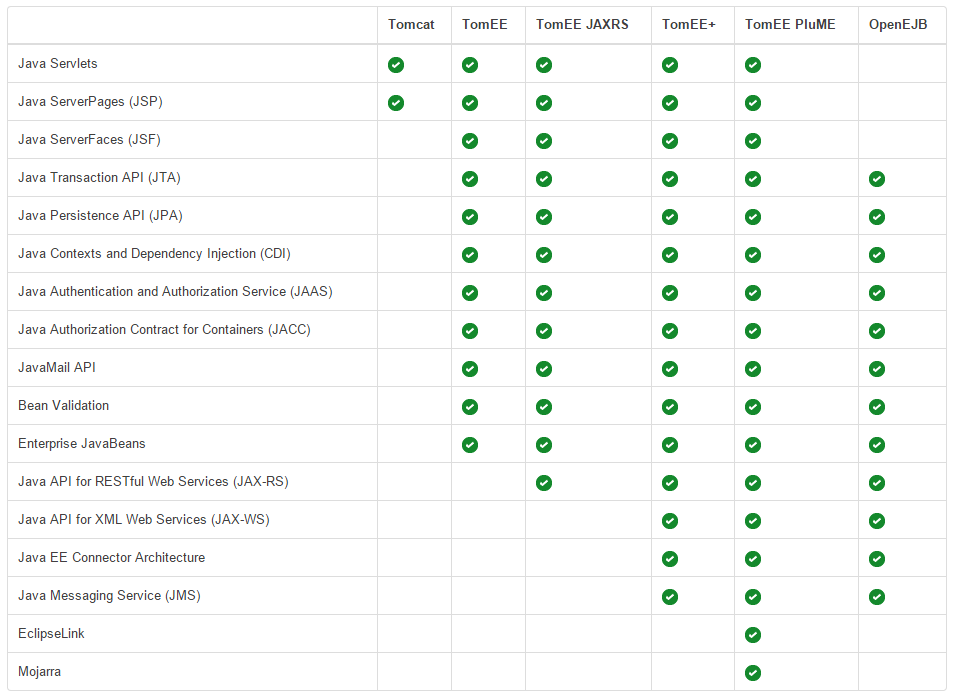 Tomcat TomEE TomEE JAXRS TomEE+ TomEE PluME OpenEJB
Java Servlets
Java ServerPages (JSP)
Java ServerFaces (JSF)
Java Transaction API (JTA)
Java Persistence API (JPA)
Java Contexts and Dependency Injection (CDI)
Java Authentication and Authorization Service (JAAS)
Java Authorization Contract for Containers (JACC)
JavaMail API
Bean Validation
Enterprise JavaBeans
Java API for RESTful Web Services (JAX-RS)
Java API for XML Web Services (JAX-WS)
Java EE Connector Architecture
Java Messaging Service (JMS)
EclipseLink
Mojarra